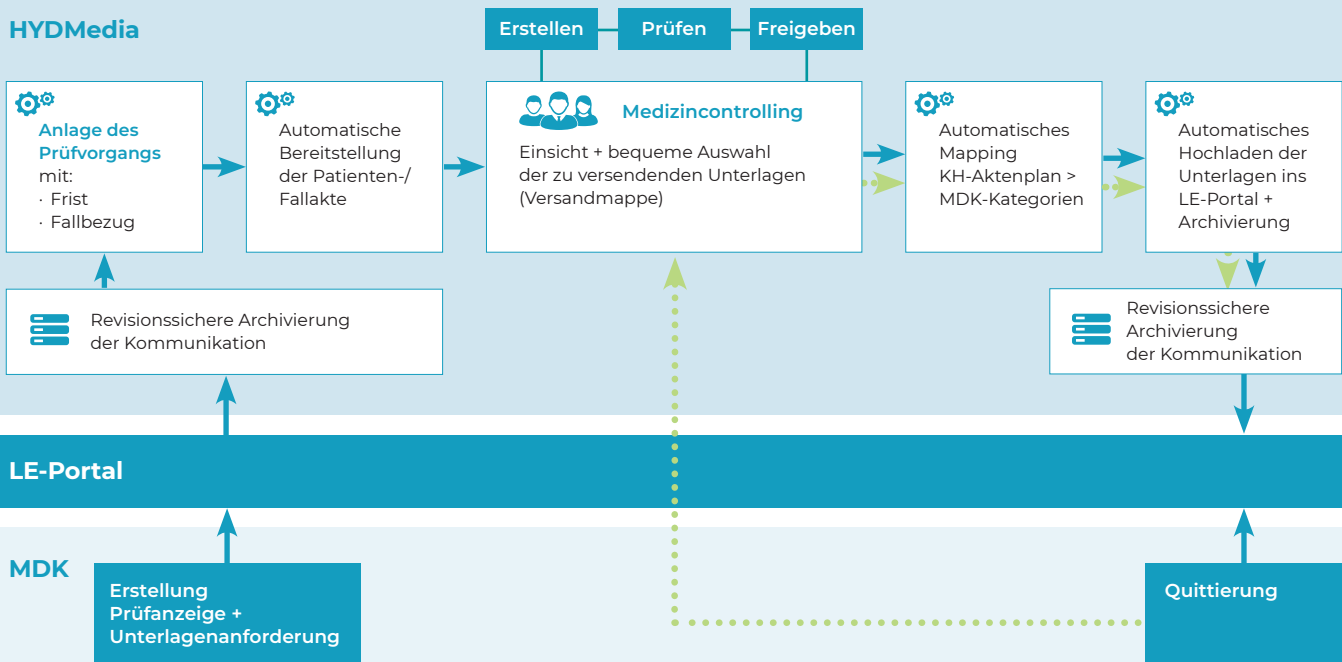 HYDMedia
Erstellen
Prüfen
Freigeben
Anlage des
Prüfvorgangs
mit:
· Frist
· Fallbezug
Automatische
Bereitstellung
der Patienten-/
Fallakte
Medizincontrolling
Einsicht + bequeme Auswahl
der zu versendenden Unterlagen
(Versandmappe)
Automatisches
Mapping
KH-Aktenplan >
MDK-Kategorien
Automatisches
Hochladen der
Unterlagen ins
LE-Portal +
Archivierung
Revisionssichere Archivierung
der Kommunikation
Revisionssichere
Archivierung
der Kommunikation
LE-Portal
MDK
Erstellung
Prüfanzeige +
Unterlagenanforderung
Quittierung